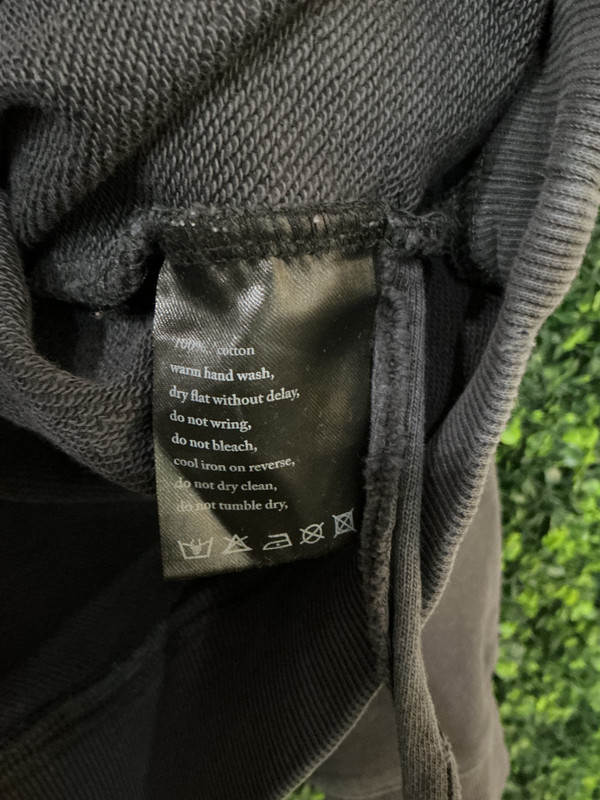 100% cotton
warm hand wash,
dry flat without delay,
do not wring,
do not bleach,
cool iron on reverse,
do not dry clean,
do not tumble dry,